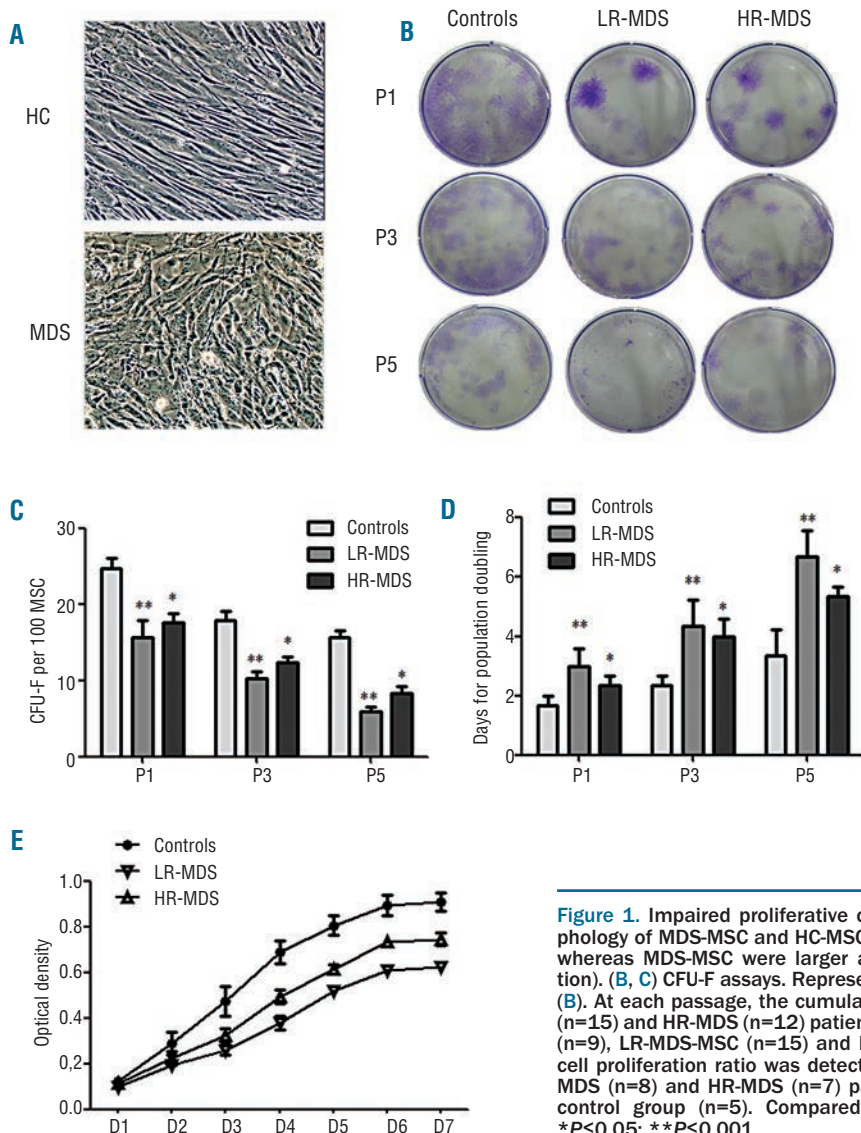 A
HC
MDS
B
Controls LR-MDS HR-MDS
P1
P3
P5
C
30
20
10
0
CFU-F per 100 MSC
Controls
LR-MDS
HR-MDS
** *
** *
** *
P1 P3 P5
D
8
6
4
2
0
Days for population doubling
Controls
LR-MDS
HR-MDS
** *
** *
** *
P1 P3 P5
E
Controls
LR-MDS
HR-MDS
1.0
0.8
0.6
0.4
0,2
0.0
Optical density
D1 D2 D3 D4 D5 D6 D7
Figure 1. Impaired proliferative
phology of MDS-MSC and HC-MSC
whereas MDS-MSC were larger
tion). (B, C) CFU-F assays. Represe
(B). At each passage, the cumula
(n=15) and HR-MDS (n=12) patien
(n=9), LR-MDS-MSC (n=15) and
cell proliferation ratio was detect
MDS (n=8) and HR-MDS (n=7) p
control group (n=5). Compared
*P≤0.05; **P≤0.001